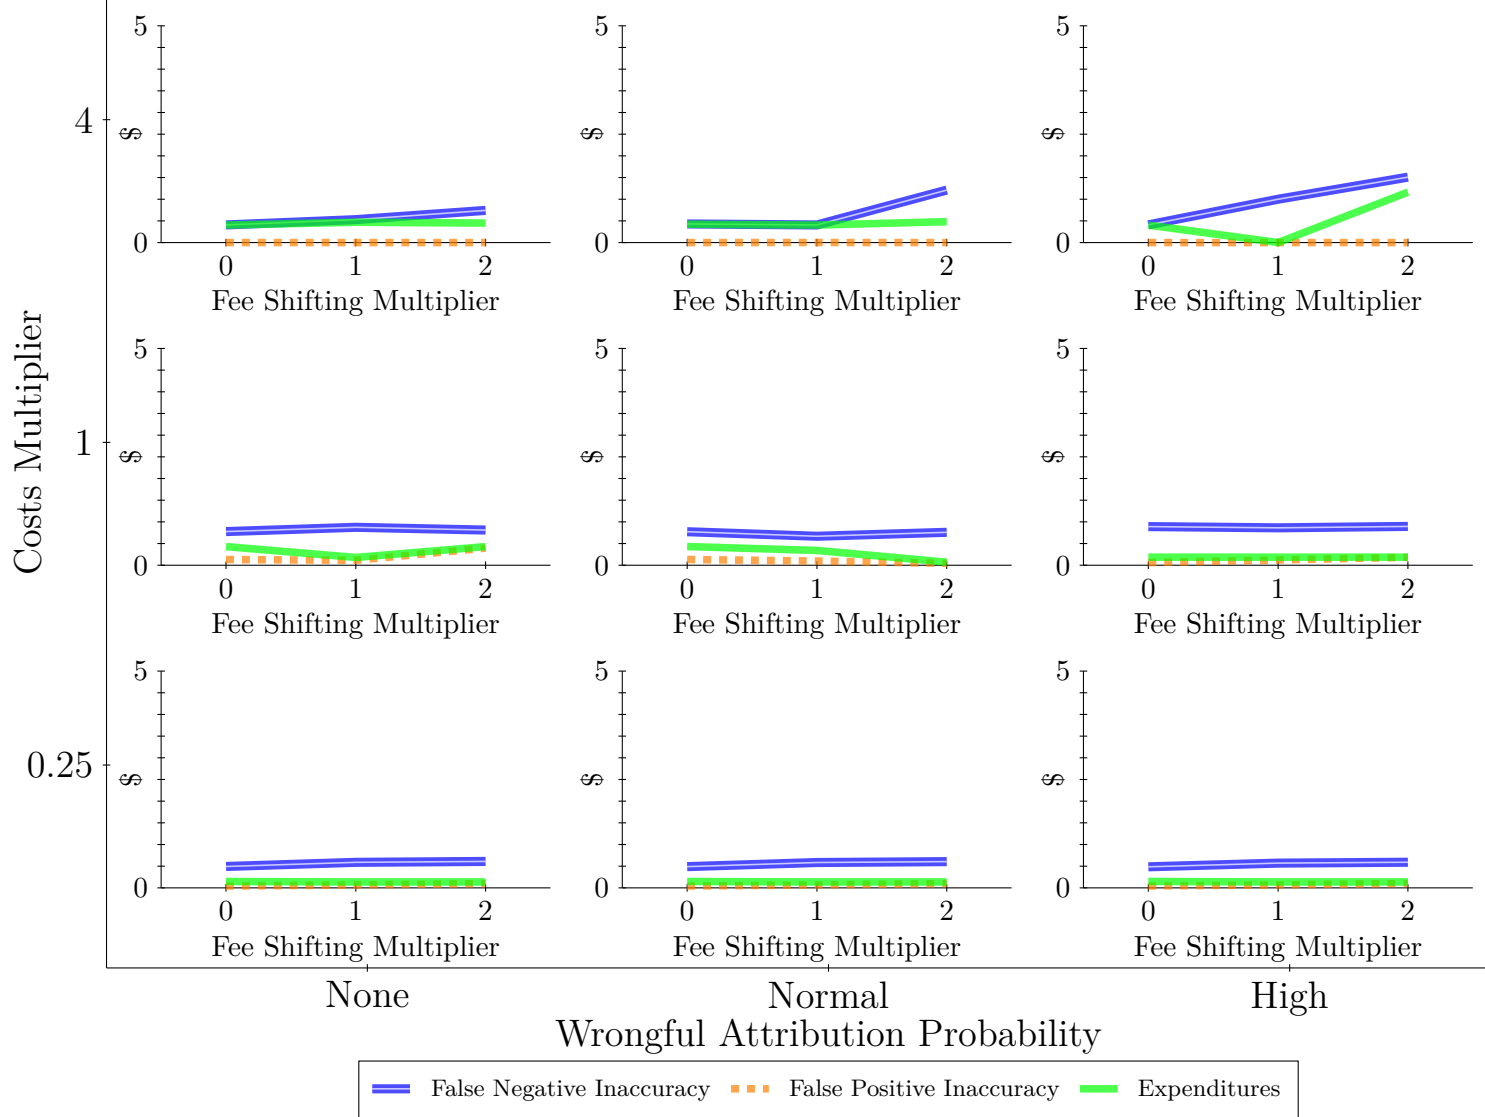 5 5 5
4 $ $ $
0 0 0
0 1 2 0 1 2 0 1 2
Fee Shifting Multiplier Fee Shifting Multiplier Fee Shifting Multiplier
Costs Multiplier
5 5 5
1 $ $ $
0 0 0
0 1 2 0 1 2 0 1 2
Fee Shifting Multiplier Fee Shifting Multiplier Fee Shifting Multiplier
5 5 5
0.25 $ $ $
0 0 0
0 1 2 0 1 2 0 1 2
Fee Shifting Multiplier Fee Shifting Multiplier Fee Shifting Multiplier
None Normal High
Wrongful Attribution Probability
False Negative Inaccuracy False Positive Inaccuracy Expenditures